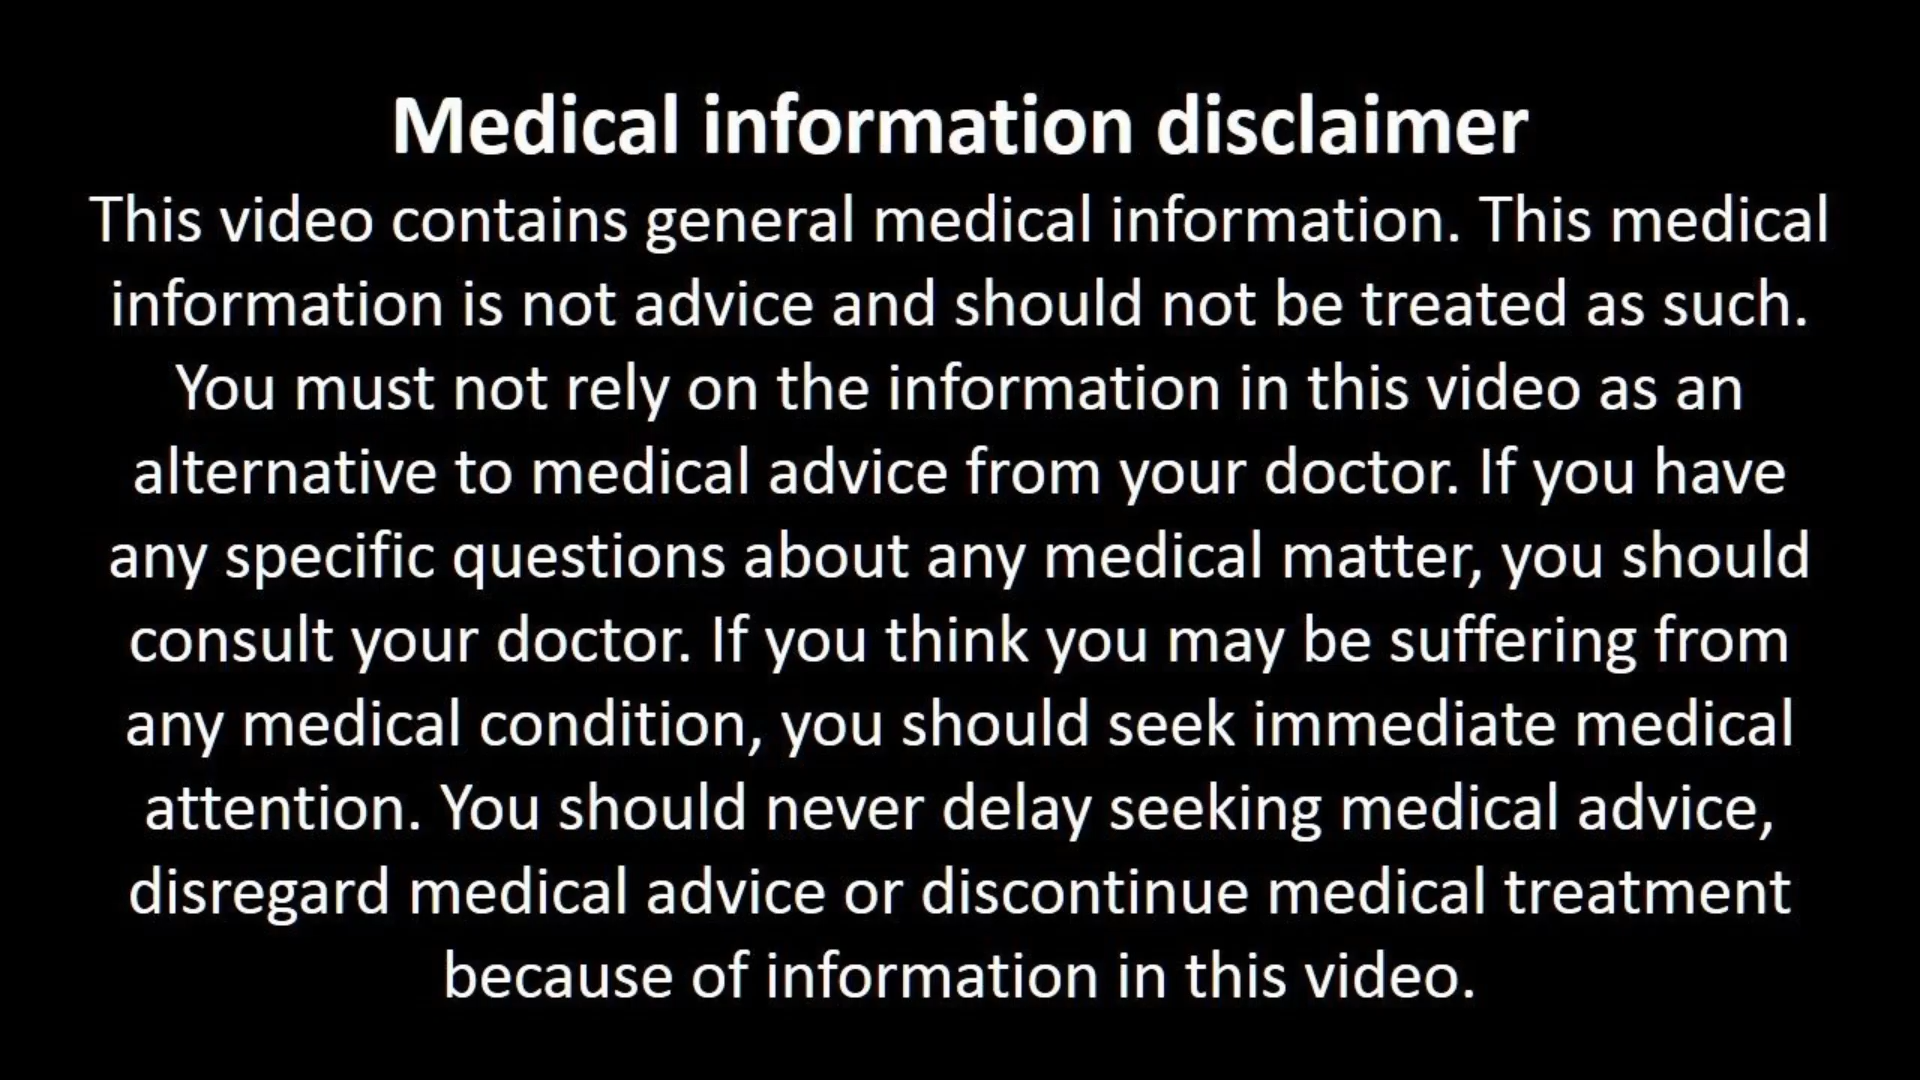 Medical information disclaimer
This video contains general medical information. This medical
information is not advice and should not be treated as such.
You must not rely on the information in this video as an
alternative to medical advice from your doctor. If you have
any specific questions about any medical matter, you should
consult your doctor. If you think you may be suffering from
any medical condition, you should seek immediate medical
attention. You should never delay seeking medical advice,
disregard medical advice or discontinue medical treatment
because of information in this video.